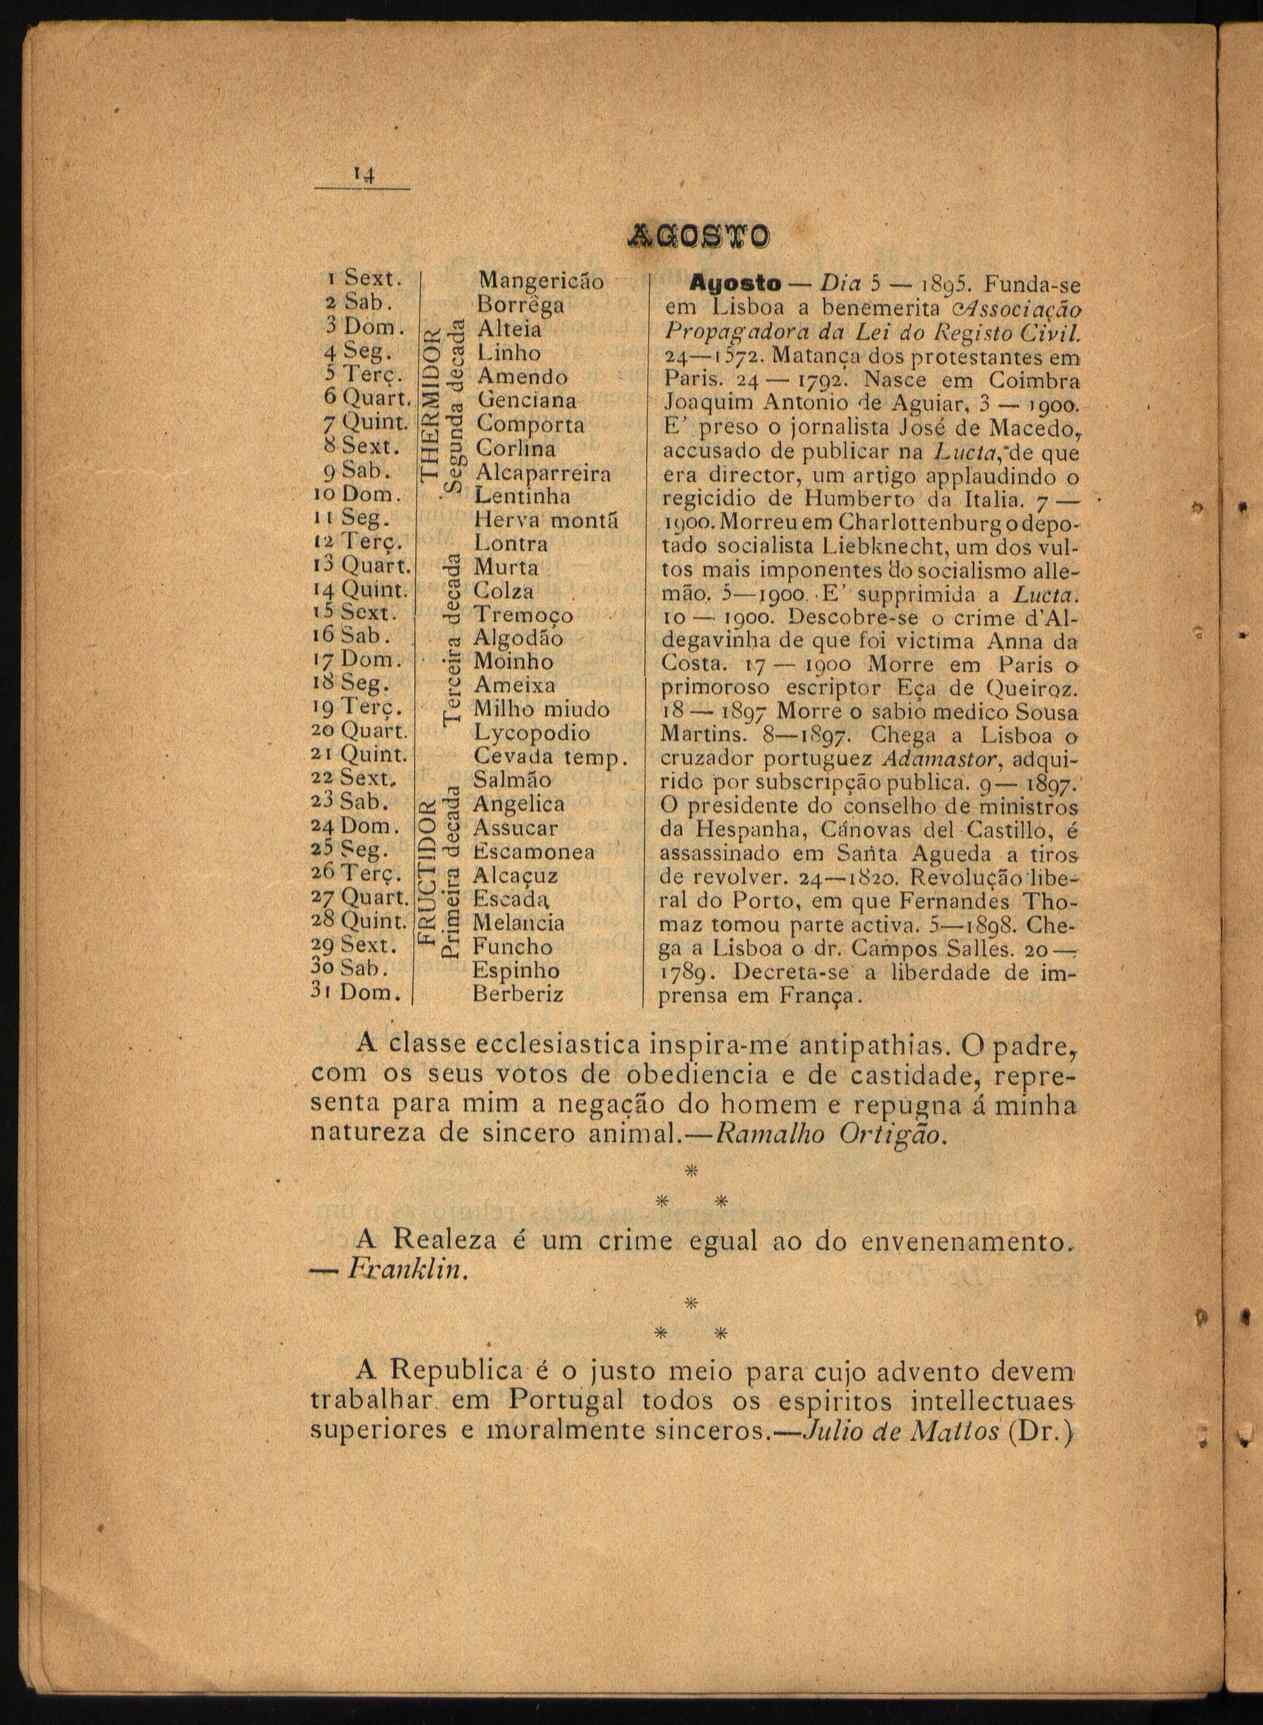 14
AGOSTO
1 Sext. Mangericão
2 Sab. Borrêga
3 Dom. Alteia
4 Seg. Linho
5 Terç. Amendo
6 Quart. Genciana
7 Quint. Comporta
8 Sext. Corlina
9 Sab. Alcaparreira
10 Dom. Lentinha
11 Seg. Herva montã
12 Terç. Lontra
13 Quart. Murta
14 Quint. Colza
15 Sext. Tremoço
16 Sab. Algodão
17 Dom. Moinho
18 Seg. Ameixa
19 Terç. Milho miudo
20 Quart. Lycopodio
21 Quint. Cevada temp.
22 Sext. Salmão
23 Sab. Angelica
24 Dom. Assucar
25 Seg. Escamonea
26 Terç. Alcaçuz
27 Quart. Escada
28 Quint. Melancia
29 Sext. Funcho
30 Sab. Espinho
31 Dom. Berberiz
THERMIDOR
Segunda decada
Terceira decada
FRUCTIDOR
Primeira decada
Agosto — Dia 5 — 1895. Funda-se
em Lisboa a benemerita Associação
Propagadora da Lei do Registo Civil.
24—1572. Matança dos protestantes em
Paris. 24 — 1792. Nasce em Coimbra
Joaquim Antonio de Aguiar, 3 — 1900.
E' preso o jornalista José de Macedo,
accusado de publicar na Lucta, de que
era director, um artigo applaudindo o
regicidio de Humberto da Italia. 7 —
1900. Morreu em Charlottenburg o depo-
tado socialista Liebknecht, um dos vul-
tos mais imponentes do socialismo alle-
mão. 5—1900. E' supprimida a Lucta.
10 — 1900. Descobre-se o crime d'Al-
degavinha de que foi victima Anna da
Costa. 17 — 1900 Morre em Paris o
primoroso escriptor Eça de Queiroz.
18 — 1897 Morre o sabio medico Sousa
Martins. 8—1897. Chega a Lisboa o
cruzador portuguez Adamastor, adqui-
rido por subscripção publica. 9— 1897.
O presidente do conselho de ministros
da Hespanha, Cánovas del Castillo, é
assassinado em Santa Agueda a tiros
de revolver. 24—1820. Revolução libe-
ral do Porto, em que Fernandes Tho-
maz tomou parte activa. 5—1898. Che-
ga a Lisboa o dr. Campos Salles. 20 —
1789. Decreta-se a liberdade de im-
prensa em França.
A classe ecclesiastica inspira-me antipathias. O padre,
com os seus votos de obediencia e de castidade, repre-
senta para mim a negação do homem e repugna á minha
natureza de sincero animal.—Ramalho Ortigão.
*
* *
A Realeza é um crime egual ao do envenenamento.
— Franklin.
*
* *
A Republica é o justo meio para cujo advento devem
trabalhar em Portugal todos os espiritos intellectuaes
superiores e moralmente sinceros.—Julio de Mattos (Dr.)